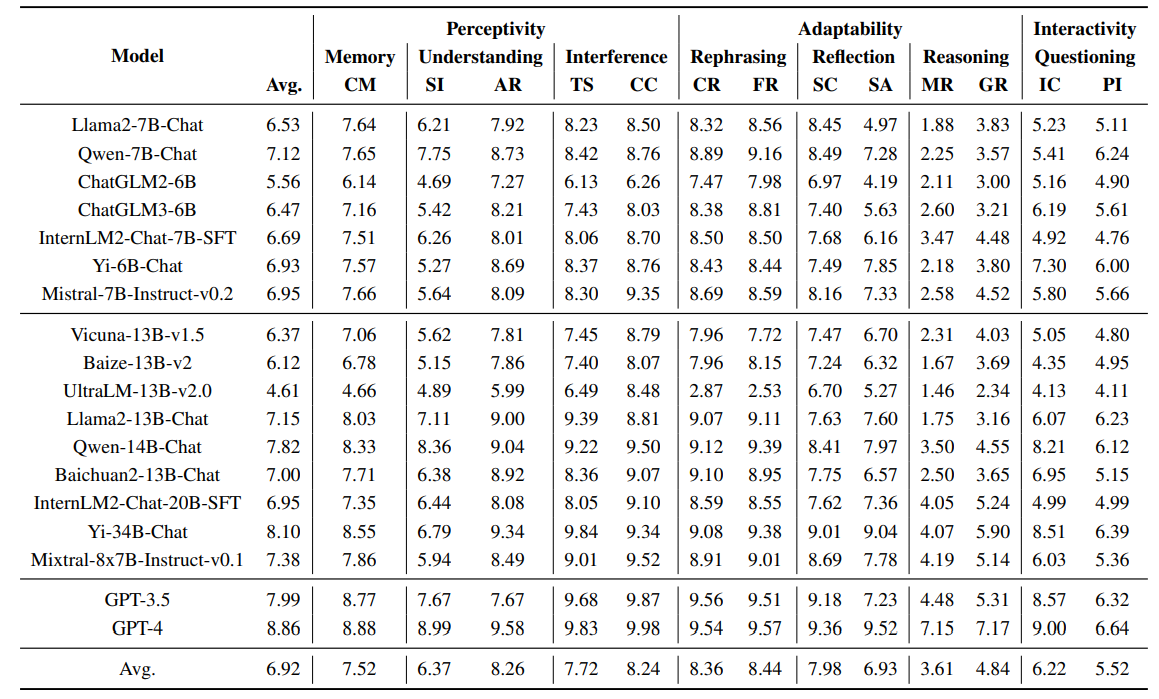 Perceptivity Adaptability Interactivity
Model Memory Understanding Interference Rephrasing Reflection Reasoning Questioning
Avg. CM SI AR TS CC CR FR SC SA MR GR IC PI
Llama2-7B-Chat 6.53 7.64 6.21 7.92 8.23 8.50 8.32 8.56 8.45 4.97 1.88 3.83 5.23 5.11
Qwen-7B-Chat 7.12 7.65 7.75 8.73 8.42 8.76 8.89 9.16 8.49 7.28 2.25 3.57 5.41 6.24
ChatGLM2-6B 5.56 6.14 4.69 7.27 6.13 6.26 7.47 7.98 6.97 4.19 2.11 3.00 5.16 4.90
ChatGLM3-6B 6.47 7.16 5.42 8.21 7.43 8.03 8.38 8.81 7.40 5.63 2.60 3.21 6.19 5.61
InternLM2-Chat-7B-SFT 6.69 7.51 6.26 8.01 8.06 8.70 8.50 8.50 7.68 6.16 3.47 4.48 4.92 4.76
Yi-6B-Chat 6.93 7.57 5.27 8.69 8.37 8.76 8.43 8.44 7.49 7.85 2.18 3.80 7.30 6.00
Mistral-7B-Instruct-v0.2 6.95 7.66 5.64 8.09 8.30 9.35 8.69 8.59 8.16 7.33 2.58 4.52 5.80 5.66
Vicuna-13B-v1.5 6.37 7.06 5.62 7.81 7.45 8.79 7.96 7.72 7.47 6.70 2.31 4.03 5.05 4.80
Baize-13B-v2 6.12 6.78 5.15 7.86 7.40 8.07 7.96 8.15 7.24 6.32 1.67 3.69 4.35 4.95
UltraLM-13B-v2.0 4.61 4.66 4.89 5.99 6.49 8.48 2.87 2.53 6.70 5.27 1.46 2.34 4.13 4.11
Llama2-13B-Chat 7.15 8.03 7.11 9.00 9.39 8.81 9.07 9.11 7.63 7.60 1.75 3.16 6.07 6.23
Qwen-14B-Chat 7.82 8.33 8.36 9.04 9.22 9.50 9.12 9.39 8.41 7.97 3.50 4.55 8.21 6.12
Baichuan2-13B-Chat 7.00 7.71 6.38 8.92 8.36 9.07 9.10 8.95 7.75 6.57 2.50 3.65 6.95 5.15
InternLM2-Chat-20B-SFT 6.95 7.35 6.44 8.08 8.05 9.10 8.59 8.55 7.62 7.36 4.05 5.24 4.99 4.99
Yi-34B-Chat 8.10 8.55 6.79 9.34 9.84 9.34 9.08 9.38 9.01 9.04 4.07 5.90 8.51 6.39
Mixtral-8x7B-Instruct-v0.1 7.38 7.86 5.94 8.49 9.01 9.52 8.91 9.01 8.69 7.78 4.19 5.14 6.03 5.36
GPT-3.5 7.99 8.77 7.67 7.67 9.68 9.87 9.56 9.51 9.18 7.23 4.48 5.31 8.57 6.32
GPT-4 8.86 8.88 8.99 9.58 9.83 9.98 9.54 9.57 9.36 9.52 7.15 7.17 9.00 6.64
Avg. 6.92 7.52 6.37 8.26 7.72 8.24 8.36 8.44 7.98 6.93 3.61 4.84 6.22 5.52